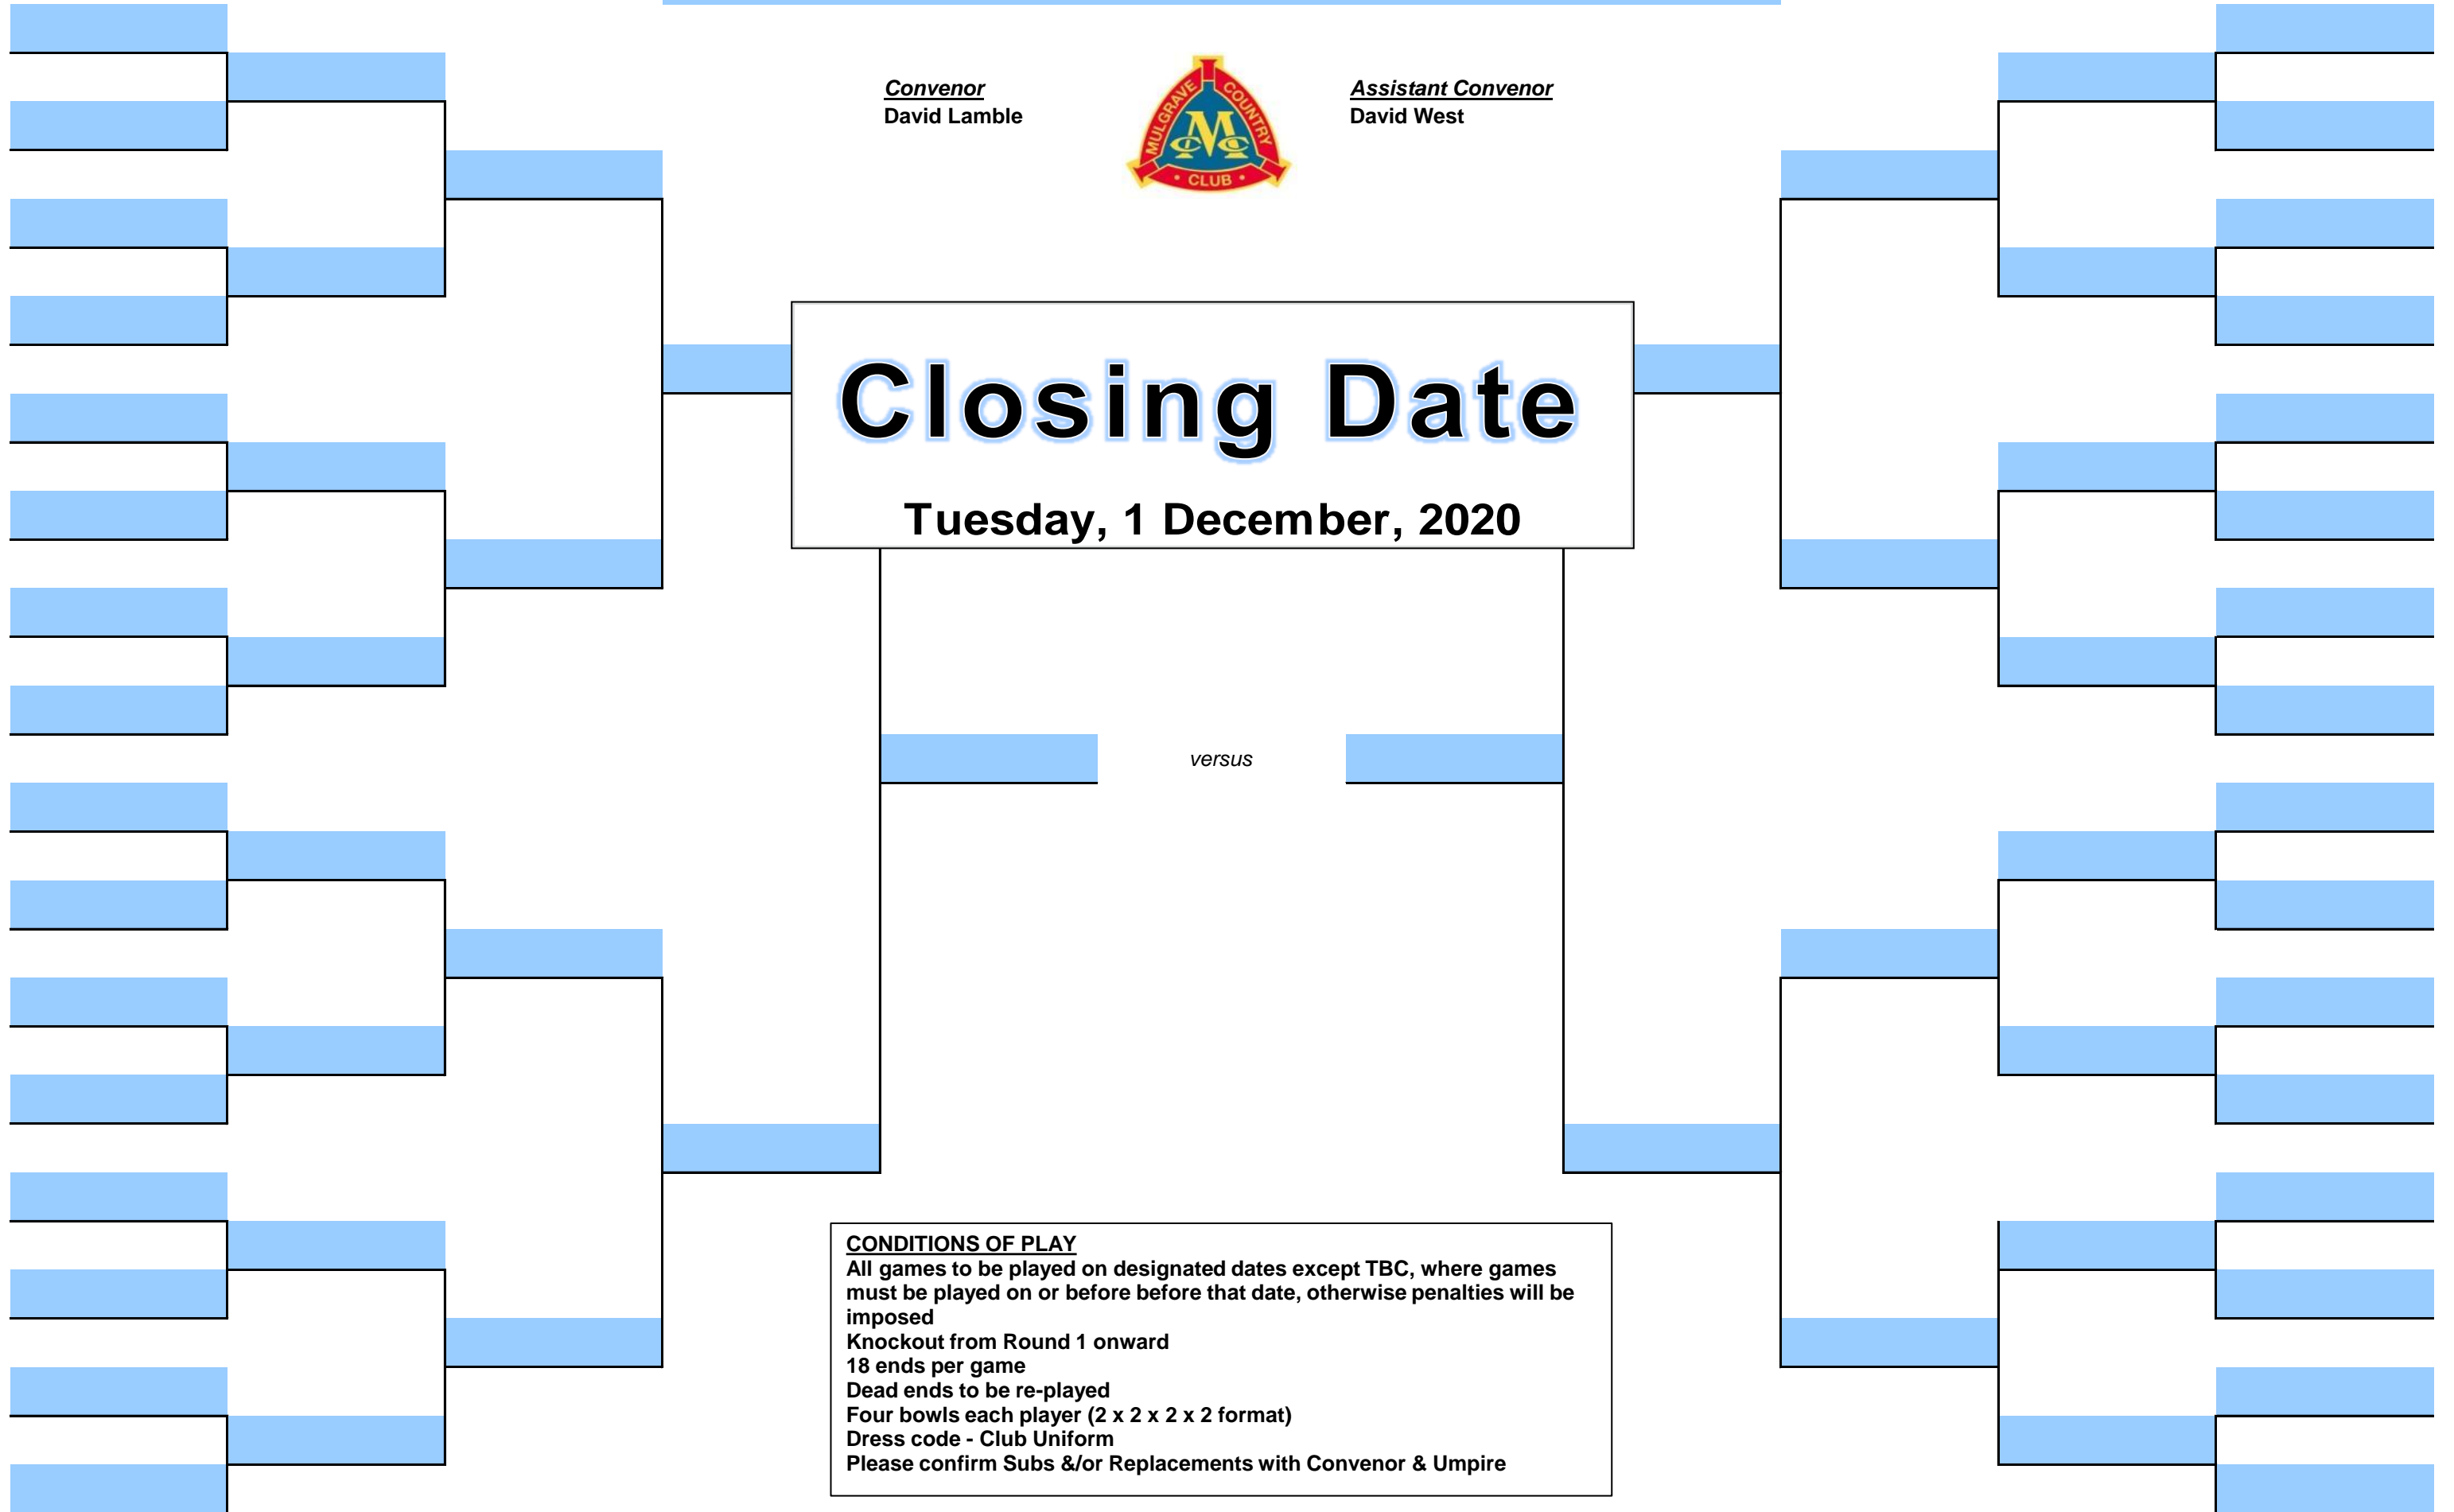 Convenor
David Lamble
MULGRAVE COUNTRY
MCCC
• CLUB •
Assistant Convenor
David West
Closing Date
Tuesday, 1 December, 2020
versus
CONDITIONS OF PLAY
All games to be played on designated dates except TBC, where games
must be played on or before before that date, otherwise penalties will be
imposed
Knockout from Round 1 onward
18 ends per game
Dead ends to be re-played
Four bowls each player (2 x 2 x 2 x 2 format)
Dress code - Club Uniform
Please confirm Subs &/or Replacements with Convenor & Umpire